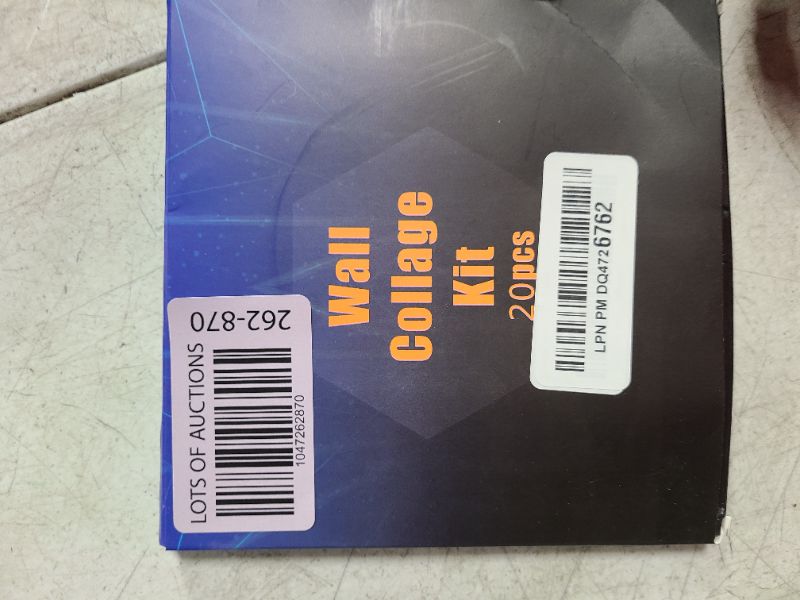 Wall
Collage
Kit
20pcs
LPN PM DQ4726762
LOTS OF AUCTIONS
1047262870
262-870